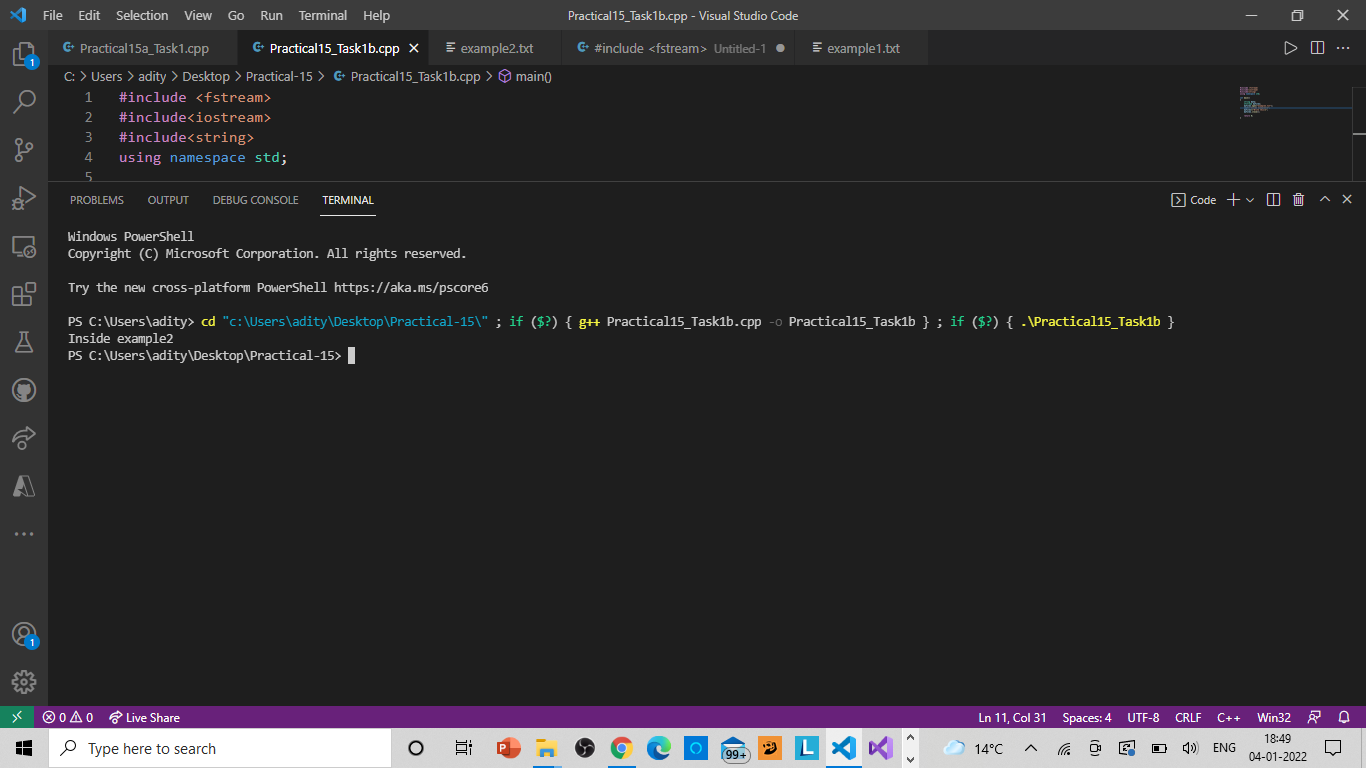 File Edit Selection View Go Run Terminal Help Practical15_Task1b.cpp - Visual Studio Code
Practical15a_Task1.cpp Practical15_Task1b.cpp example2.txt #include <fstream> Untitled-1 example1.txt
C: > Users > adity > Desktop > Practical-15 > Practical15_Task1b.cpp > main()
1 #include <fstream>
2 #include<iostream>
3 #include<string>
4 using namespace std;
5
PROBLEMS OUTPUT DEBUG CONSOLE TERMINAL Code
Windows PowerShell
Copyright (C) Microsoft Corporation. All rights reserved.
Try the new cross-platform PowerShell https://aka.ms/pscore6
PS C:\Users\adity> cd "c:\Users\adity\Desktop\Practical-15\" ; if ($?) { g++ Practical15_Task1b.cpp -o Practical15_Task1b } ; if ($?) { .\Practical15_Task1b }
Inside example2
PS C:\Users\adity\Desktop\Practical-15>
1
1
0 0 Live Share Ln 11, Col 31 Spaces: 4 UTF-8 CRLF C++ Win32
Type here to search 99+ 14°C ENG 18:49
04-01-2022